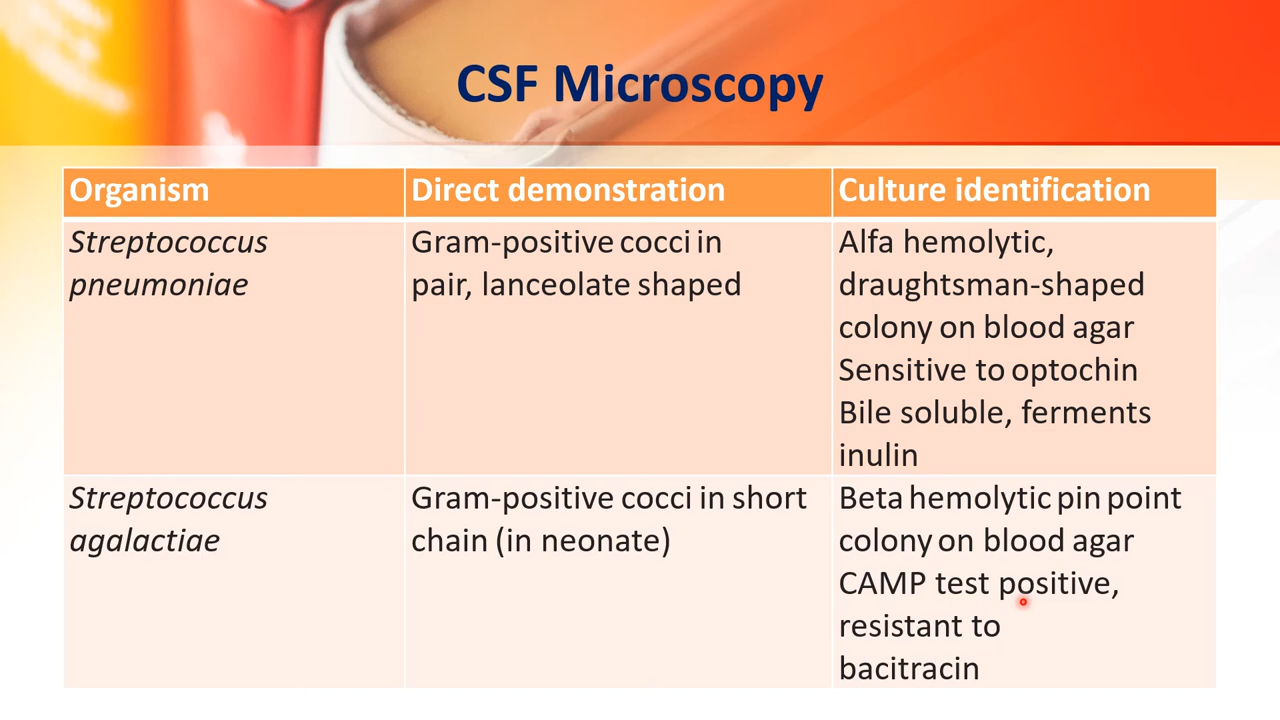 CSF Microscopy
Organism
Direct demonstration
Culture identification
Streptococcus
pneumoniae
Gram-positive cocci in
pair, lanceolate shaped
Alfa hemolytic,
draughtsman-shaped
colony on blood agar
Sensitive to optochin
Bile soluble, ferments
inulin
Streptococcus
agalactiae
Gram-positive cocci in short
chain (in neonate)
Beta hemolytic pin point
colony on blood agar
CAMP test positive,
resistant to
bacitracin